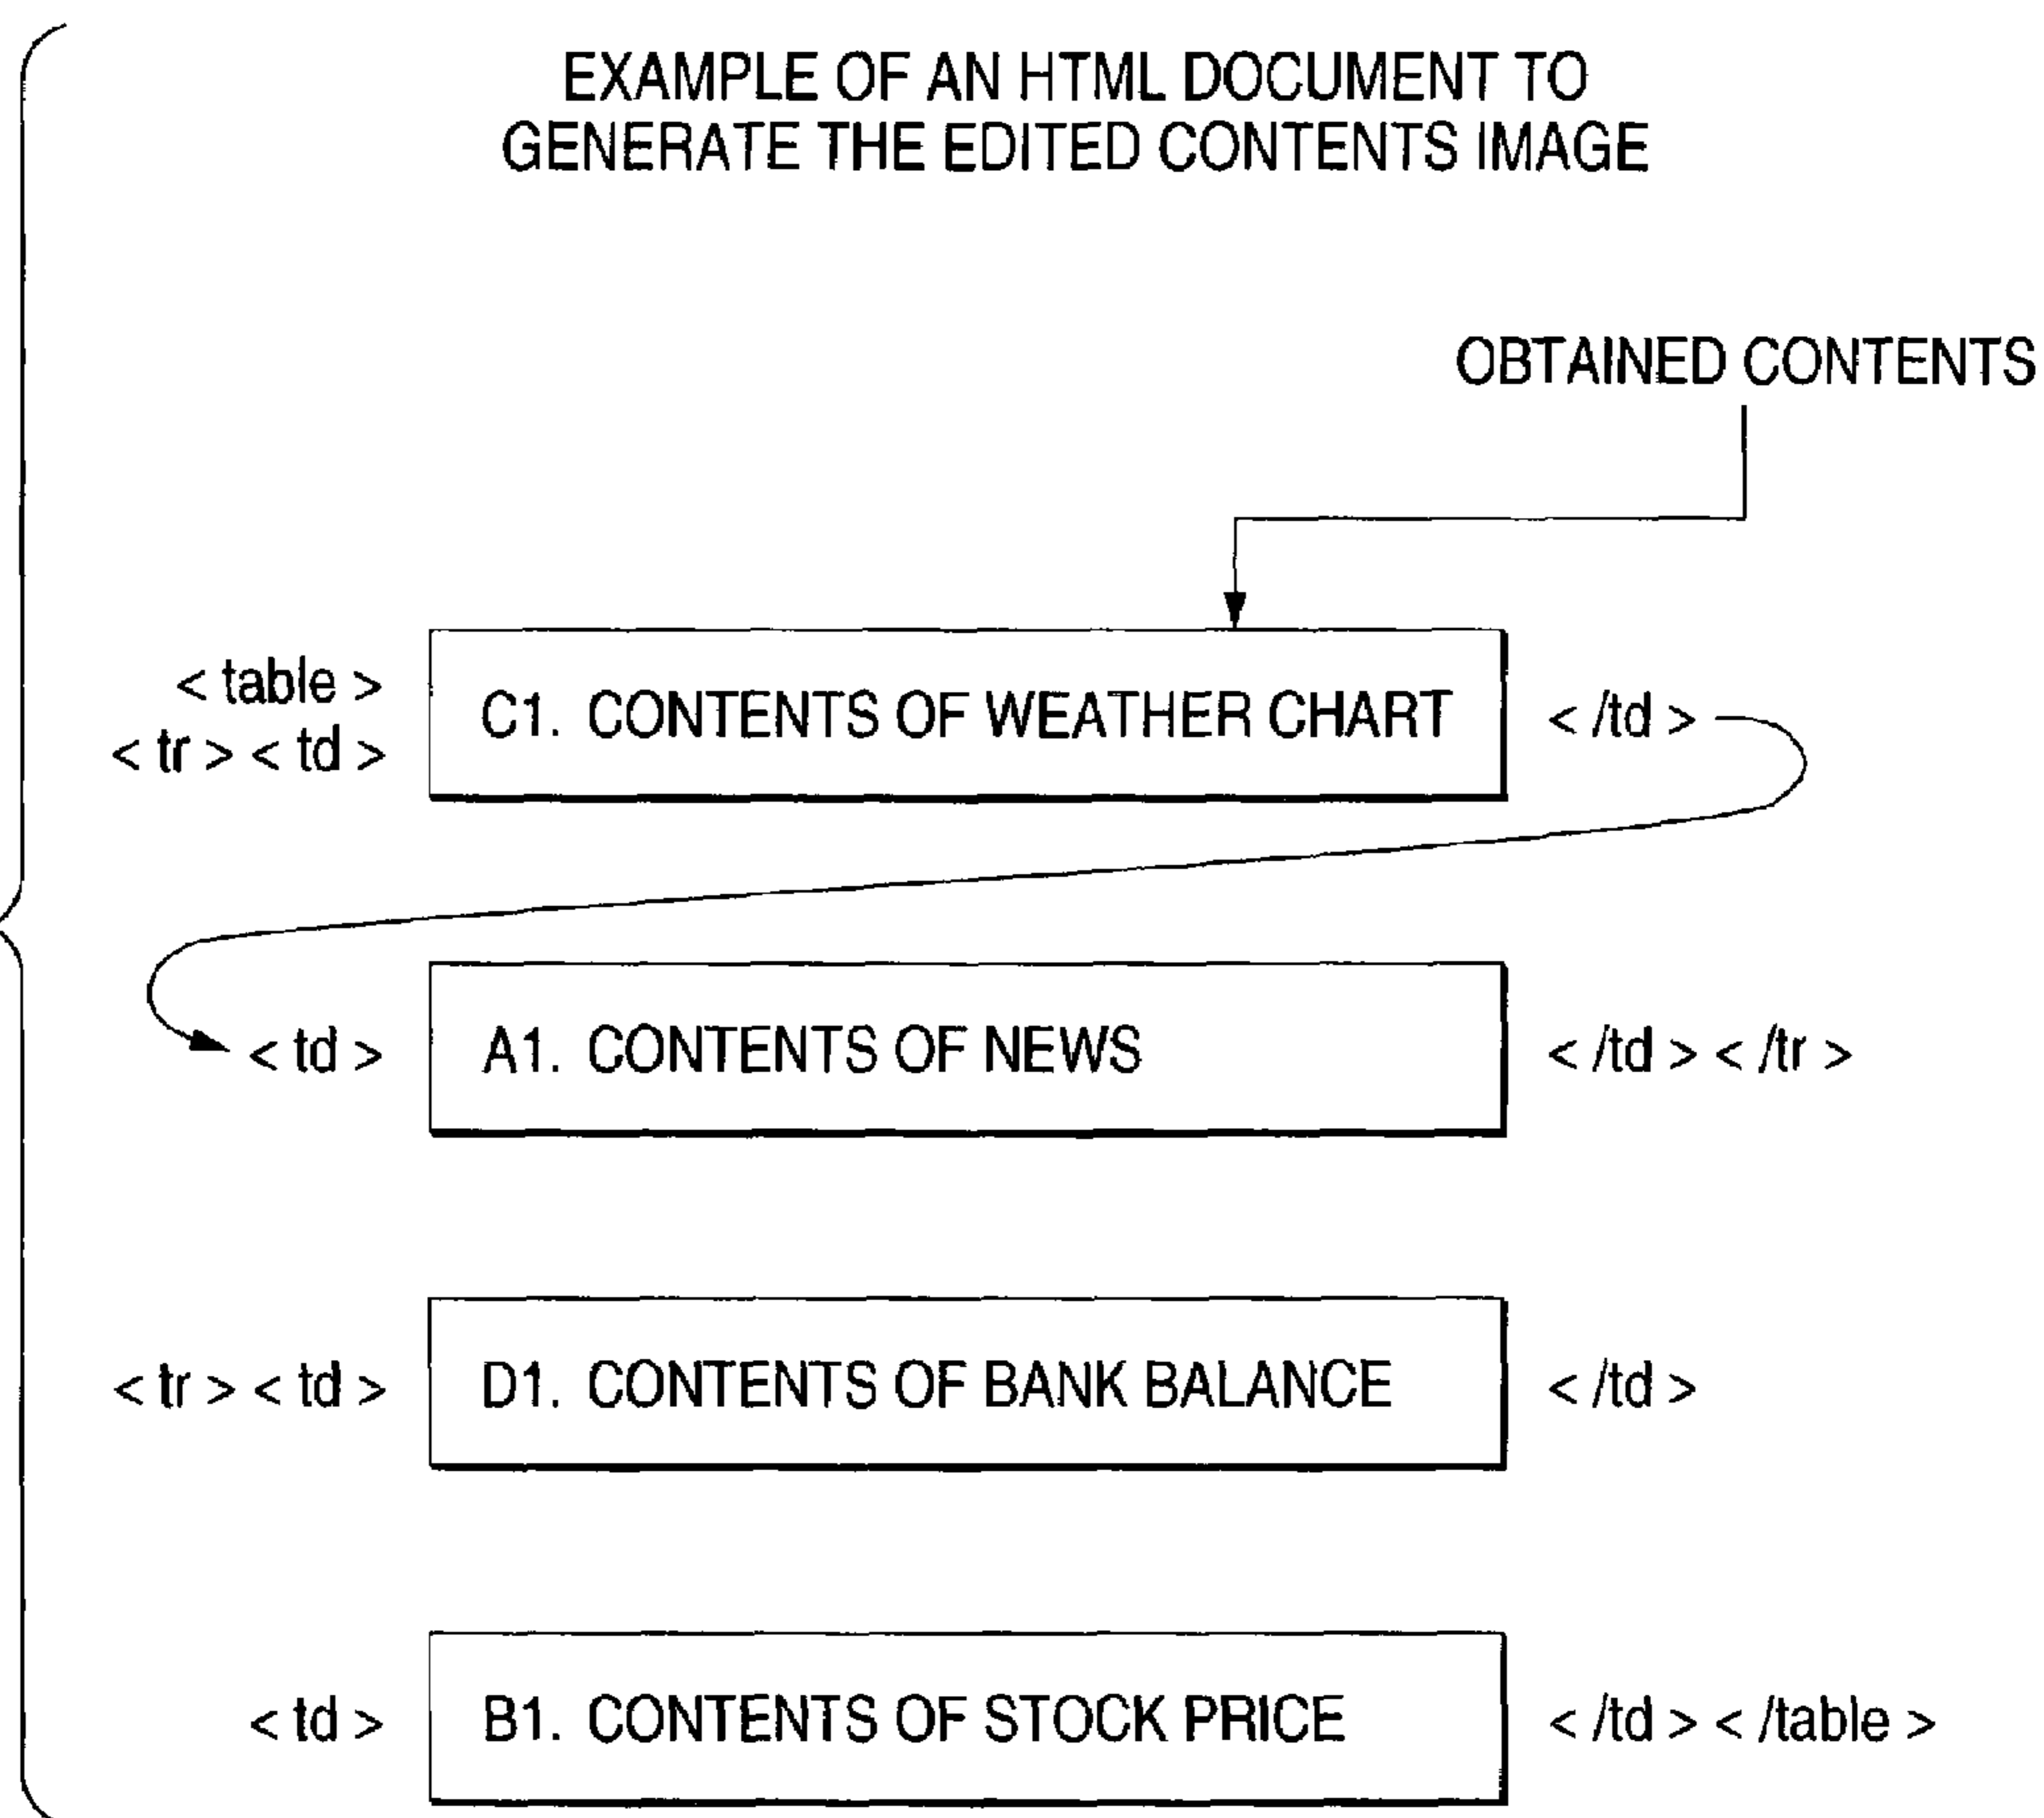 EXAMPLE OF AN HTML DOCUMENT TO
GENERATE THE EDITED CONTENTS IMAGE
OBTAINED CONTENTS
< table >
< tr > < td > C1. CONTENTS OF WEATHER CHART < /td >
< td > A1. CONTENTS OF NEWS < /td > < /tr >
< tr > < td > D1. CONTENTS OF BANK BALANCE < /td >
< td > B1. CONTENTS OF STOCK PRICE < /td > < /table >